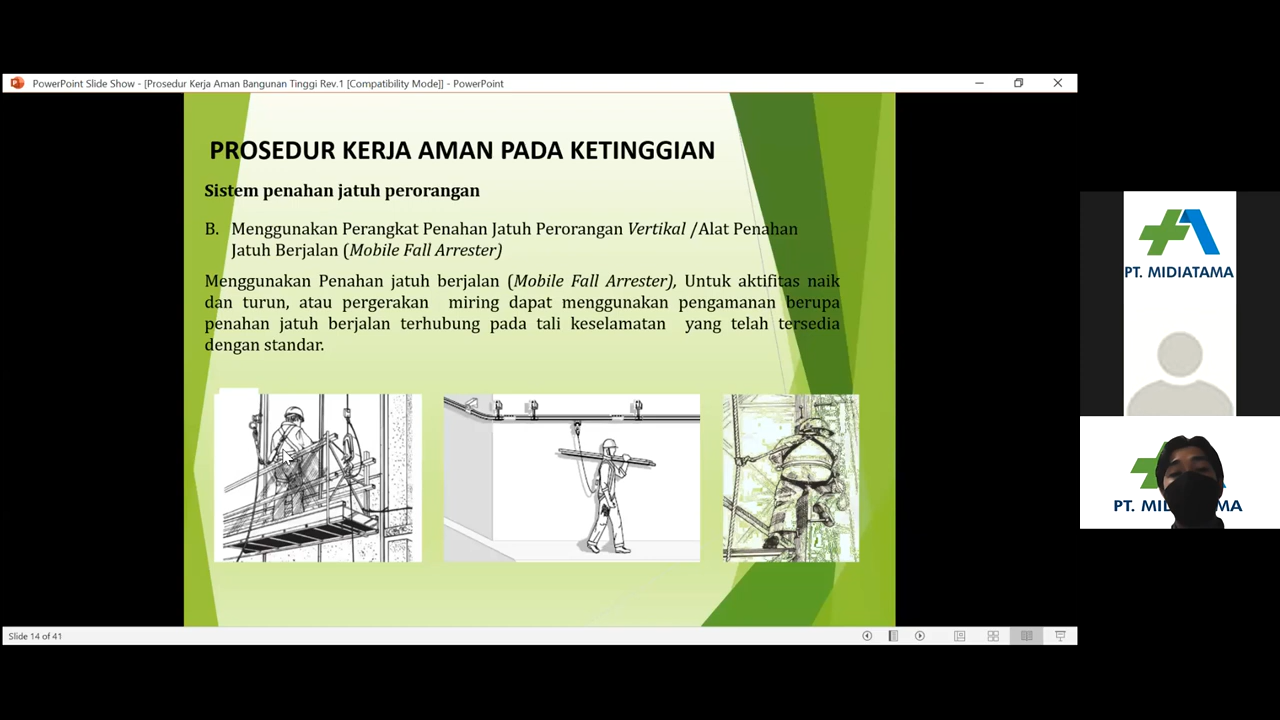 PowerPoint Slide Show - [Prosedur Kerja Aman Bangunan Tinggi Rev.1 [Compatibility Mode]] - PowerPoint
PROSEDUR KERJA AMAN PADA KETINGGIAN
Sistem penahan jatuh perorangan
B. Menggunakan Perangkat Penahan Jatuh Perorangan Vertikal /Alat Penahan
Jatuh Berjalan (Mobile Fall Arrester)
Menggunakan Penahan jatuh berjalan (Mobile Fall Arrester), Untuk aktifitas naik
dan turun, atau pergerakan miring dapat menggunakan pengamanan berupa
penahan jatuh berjalan terhubung pada tali keselamatan yang telah tersedia
dengan standar.
Slide 14 of 41
PT. MIDIATAMA
PT. MI MA